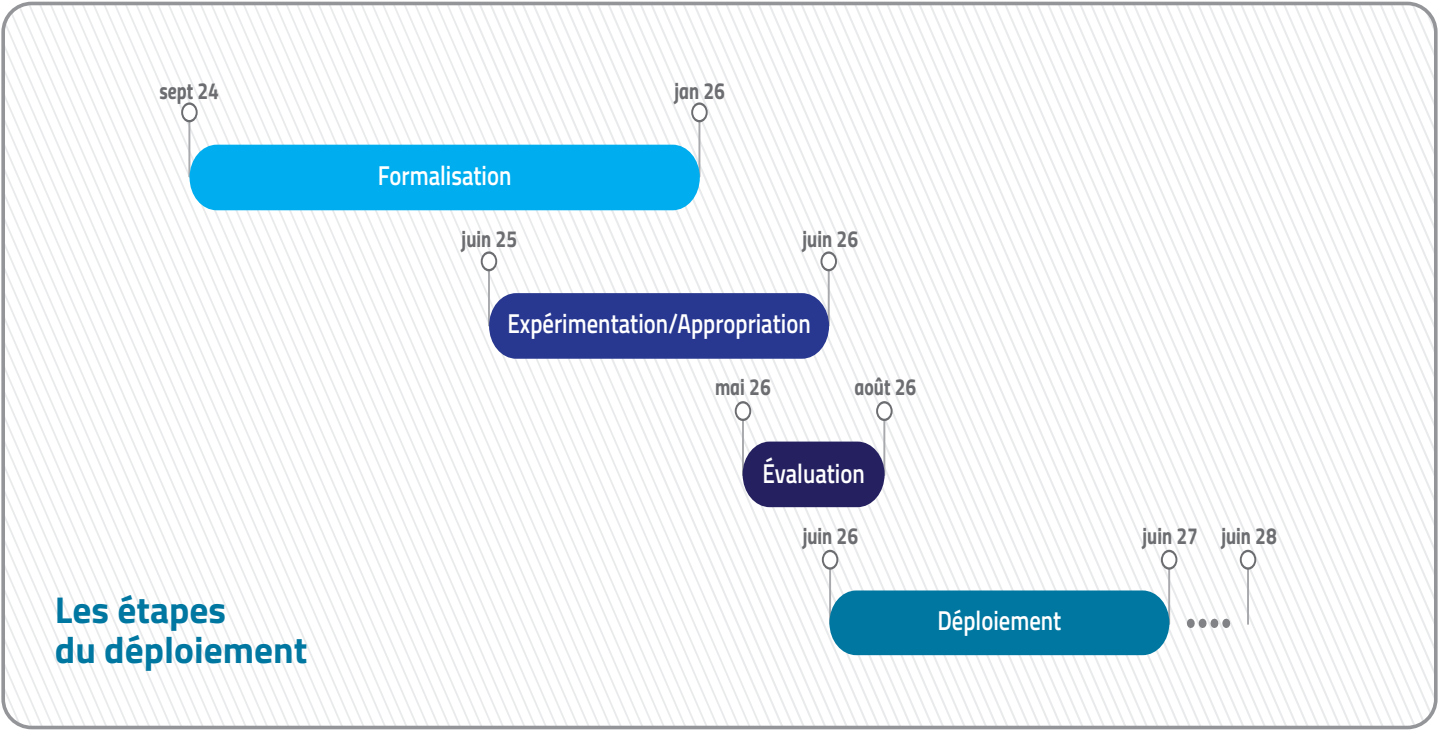 sept 24
jan 26
Formalisation
juin 25
juin 26
Expérimentation/Appropriation
mai 26
août 26
Évaluation
juin 26
juin 27
juin 28
Déploiement
Les étapes
du déploiement